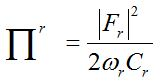 ∏^r = |F_r|^2 / 2ω_r C_r